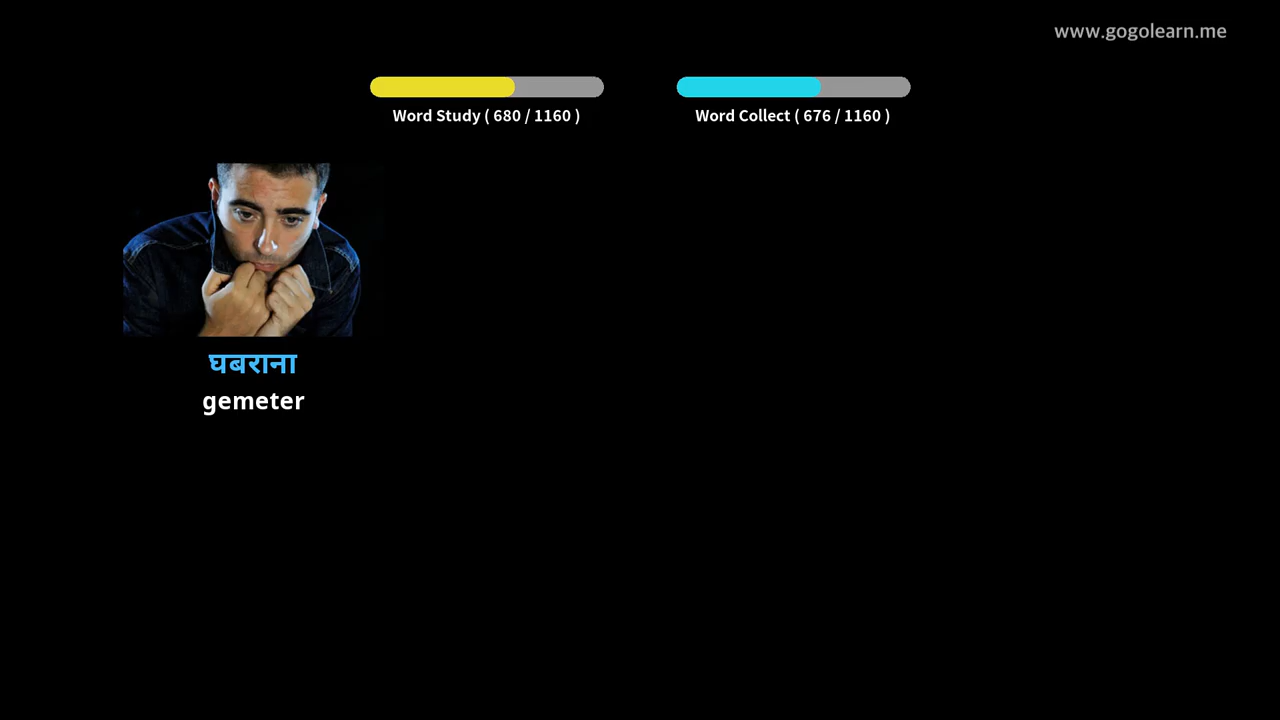 www.gogolearn.me
Word Study ( 680 / 1160 )
Word Collect ( 676 / 1160 )
घबराना
gemeter